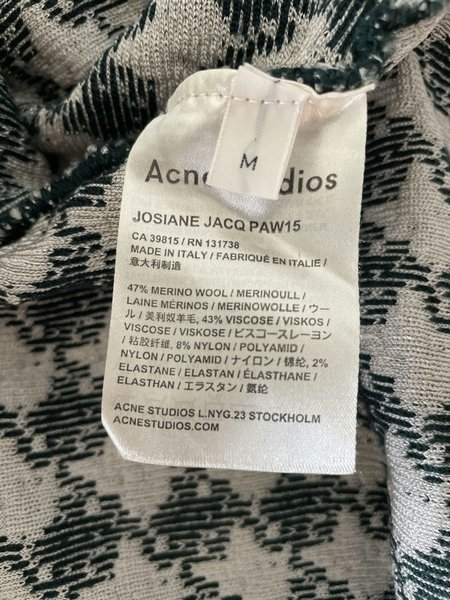 M
Acne Studios
JOSIANE JACQ PAW15
CA 39815 / RN 131738
MADE IN ITALY / FABRIQUÉ EN ITALIE /
意大利制造
47% MERINO WOOL / MERINOULL /
LAINE MÉRINOS / MERINOWOLLE / ウー
ル / 美利奴羊毛, 43% VISCOSE / VISKOS /
VISCOSE / VISKOSE / ビスコースレーヨン
/ 粘胶纤维, 8% NYLON / POLYAMID /
NYLON / POLYAMID / ナイロン / 锦纶, 2%
ELASTANE / ELASTAN / ÉLASTHANE /
ELASTHAN / エラスタン / 氨纶
ACNE STUDIOS L.NYG.23 STOCKHOLM
ACNESTUDIOS.COM